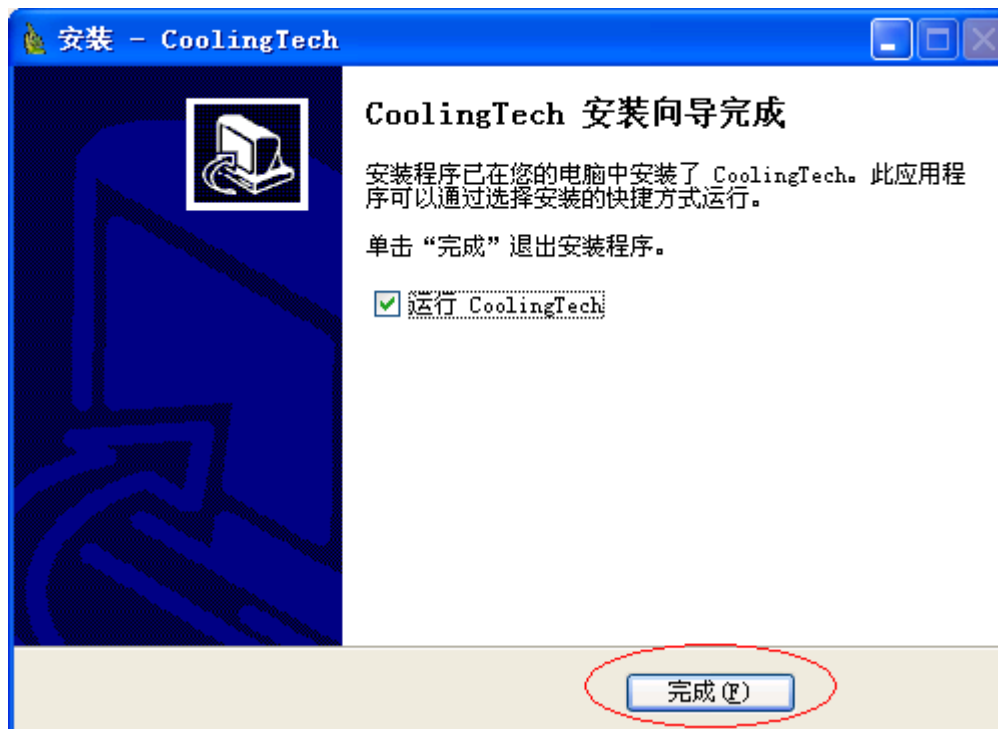 安装 - CoolingTech
CoolingTech 安装向导完成
安装程序已在您的电脑中安装了 CoolingTech。此应用程
序可以通过选择安装的快捷方式运行。
单击“完成”退出安装程序。
运行 CoolingTech
完成(F)